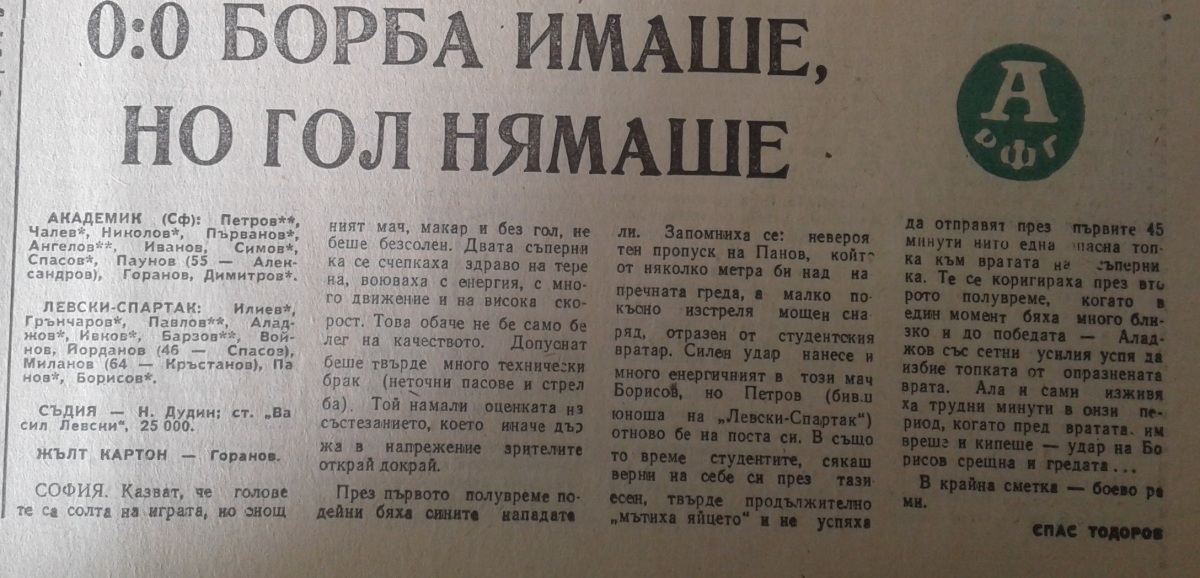 0:0 БОРБА ИМАШЕ,
НО ГОЛ НЯМАШЕ
А
РФГ
АКАДЕМИК (Сф): Петров**,
Чалев*, Николов*, Първанов*,
Ангелов**, Иванов, Симов*,
Спасов*, Паунов (55 — Алек-
сандров), Горанов, Димитров*.
ЛЕВСКИ-СПАРТАК: Илиев*,
Грънчаров*, Павлов**, Алад-
жов*, Ивков*, Барзов**, Вой-
нов, Йорданов (46 — Спасов),
Миланов (64 — Кръстанов), Па
нов*, Борисов*.
СЪДИЯ — Н. Дудин; ст. „Ва
сил Левски", 25 000.
ЖЪЛТ КАРТОН — Горанов.
СОФИЯ. Казват, че голове
те са солта на играта, но снощ
ният мач, макар и без гол, не
беше безсолен. Двата съперни
ка се счепкаха здраво на тере
на, воюваха с енергия, с мно-
го движение и на висока ско-
рост. Това обаче не бе само бе
лег на качеството. Допуснат
беше твърде много технически
брак (неточни пасове и стрел
ба). Той намали оценката на
състезанието, което иначе дър
жа в напрежение зрителите
открай докрай.
През първото полувреме по-
дейни бяха сините нападате
ли. Запомниха се: невероя
тен пропуск на Панов, който
от няколко метра би над на
пречната греда, а малко по-
късно изстреля мощен сна
ряд, отразен от студентския
вратар. Силен удар нанесе и
много енергичният в този мач
Борисов, но Петров (бивш
юноша на „Левски-Спартак")
отново бе на поста си. В също
то време студентите, сякаш
верни на себе си през тази
есен, твърде продължително
„мътиха яйцето" и не успяха
да отправят през първите 45
минути нито една опасна топ-
ка към вратата на съперни
ка. Те се коригираха през вто
рото полувреме, когато в
един момент бяха много бли-
зко и до победата — Алад-
жов със сетни усилия успя да
избие топката от опразнената
врата. Ала и сами изживя
ха трудни минути в онзи пе-
риод, когато пред вратата им
вреше и кипеше — удар на Бо
рисов срещна и гредата...
В крайна сметка — боево ра
ми.
СПАС ТОДОРОВ